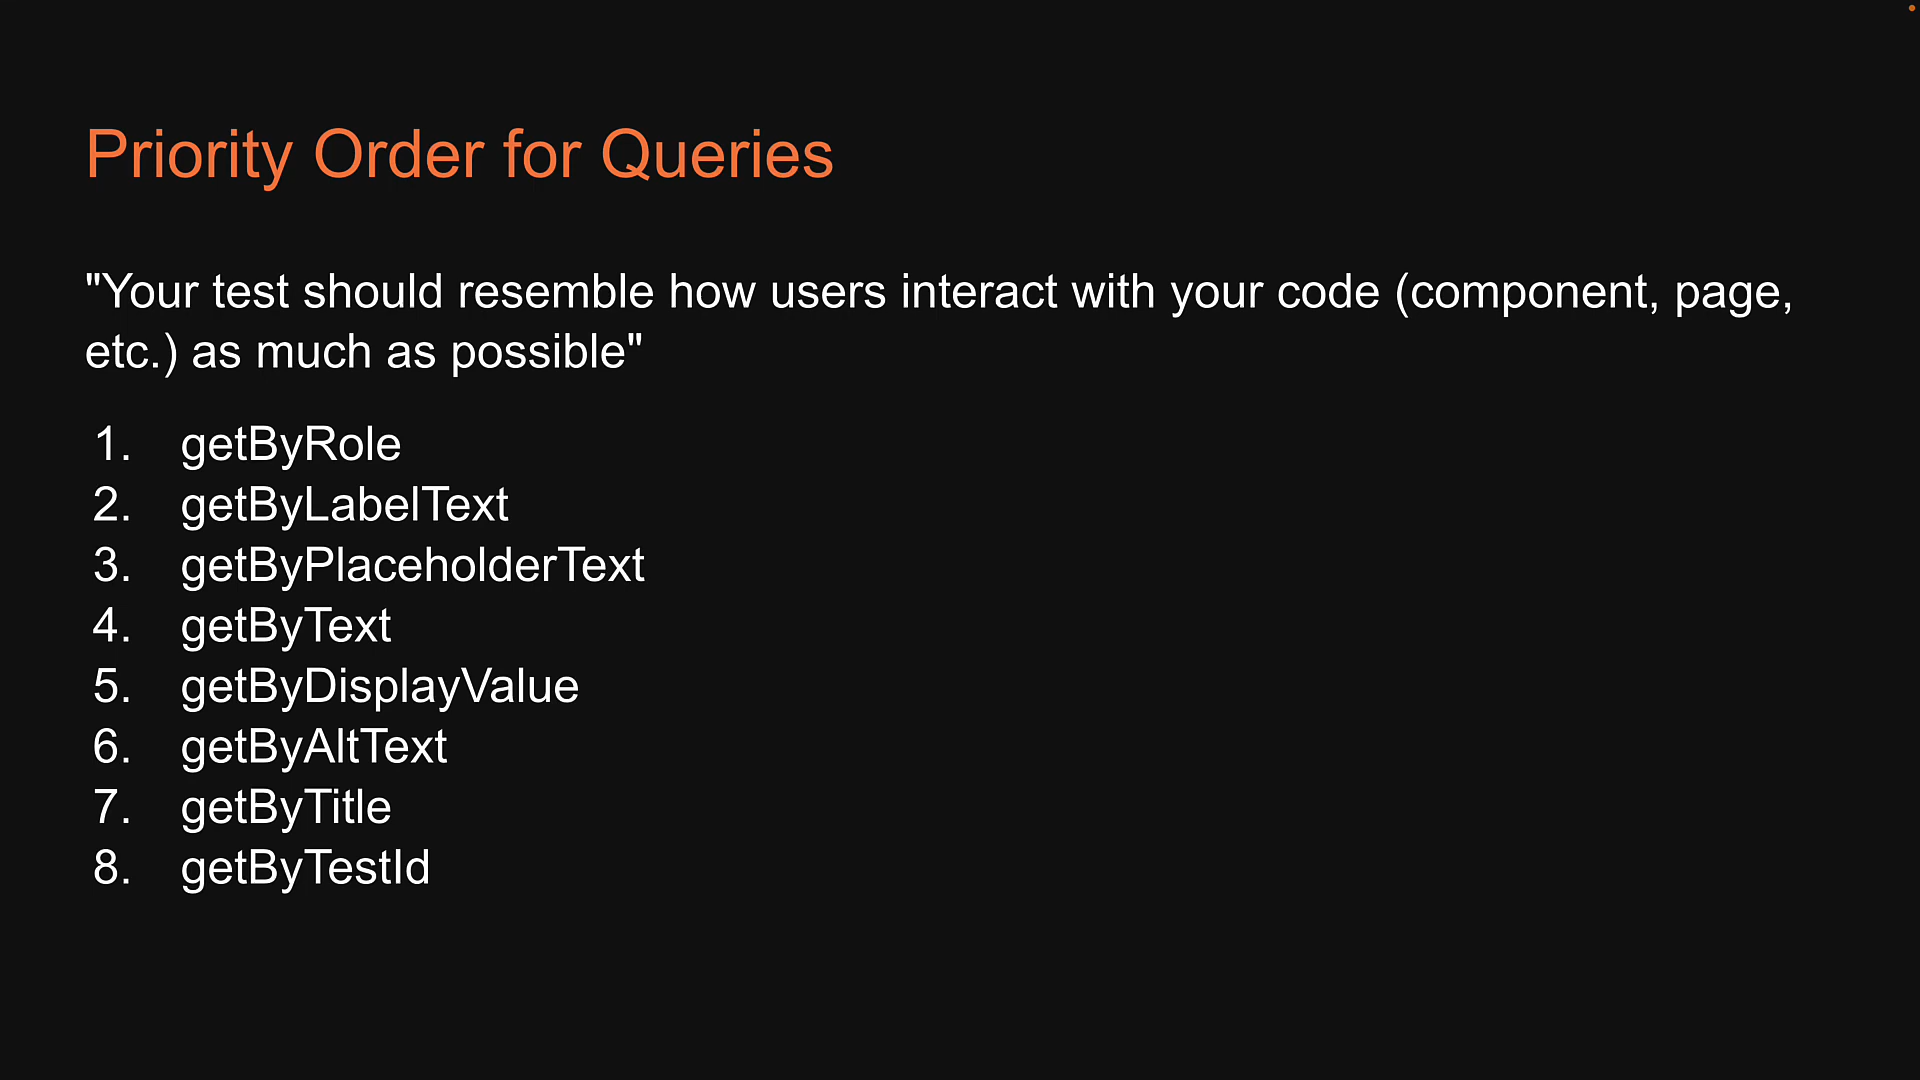 Priority Order for Queries
"Your test should resemble how users interact with your code (component, page,
etc.) as much as possible"
1. getByRole
2. getByLabelText
3. getByPlaceholderText
4. getByText
5. getByDisplayValue
6. getByAltText
7. getByTitle
8. getByTestId